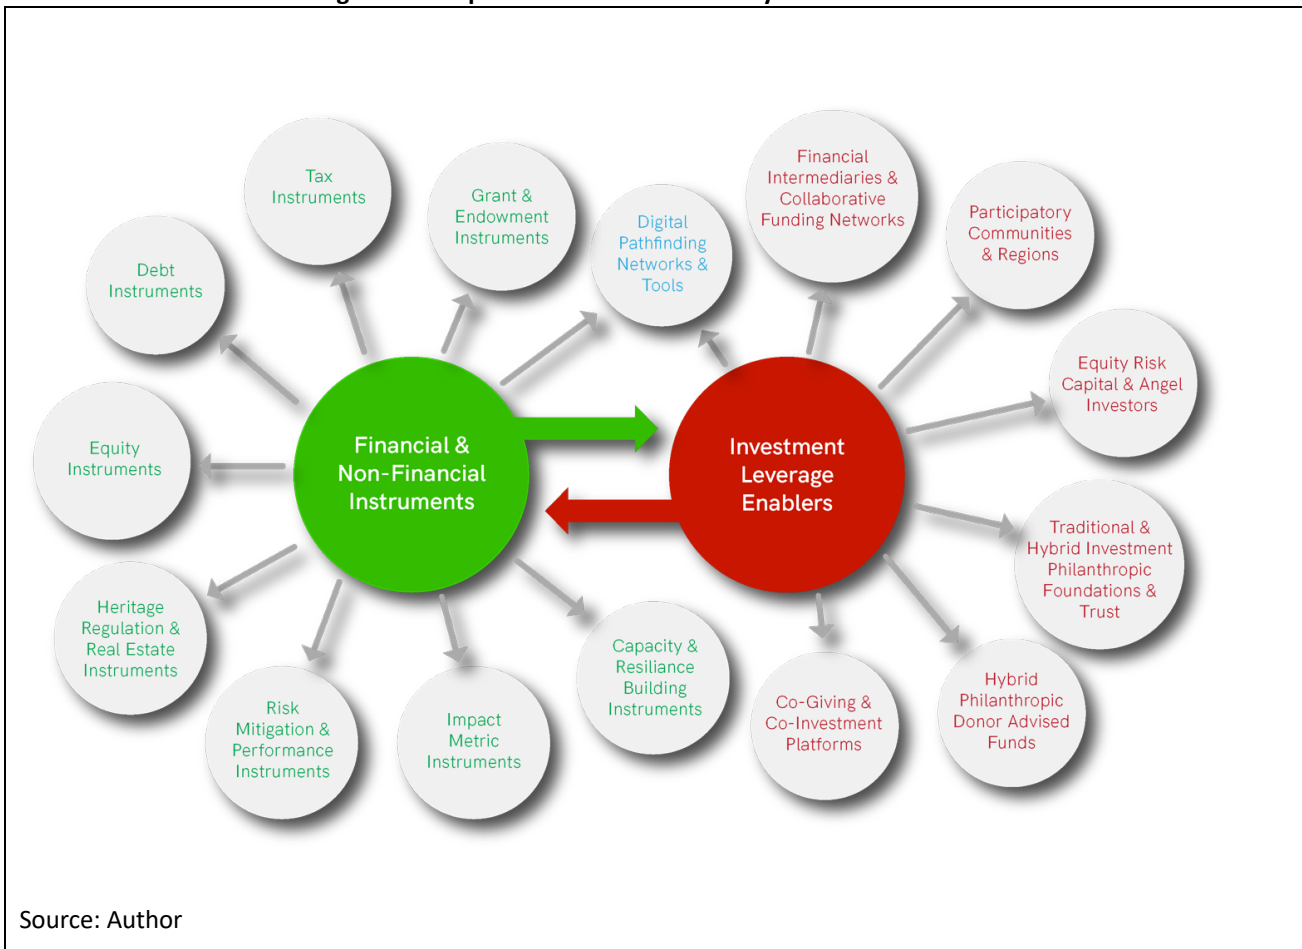 Tax
Instruments
Grant &
Endowment
Instruments
Digital
Pathfinding
Networks &
Tools
Financial
Intermediaries &
Collaborative
Funding Networks
Participatory
Communities
& Regions
Debt
Instruments
Equity Risk
Capital & Angel
Investors
Equity
Instruments
Financial &
Non-Financial
Instruments
Investment
Leverage
Enablers
Traditional &
Hybrid Investment
Philanthropic
Foundations &
Trust
Heritage
Regulation &
Real Estate
Instruments
Risk
Mitigation &
Performance
Instruments
Impact
Metric
Instruments
Capacity &
Resiliance
Building
Instruments
Co-Giving &
Co-Investment
Platforms
Hybrid
Philanthropic
Donor Advised
Funds
Source: Author